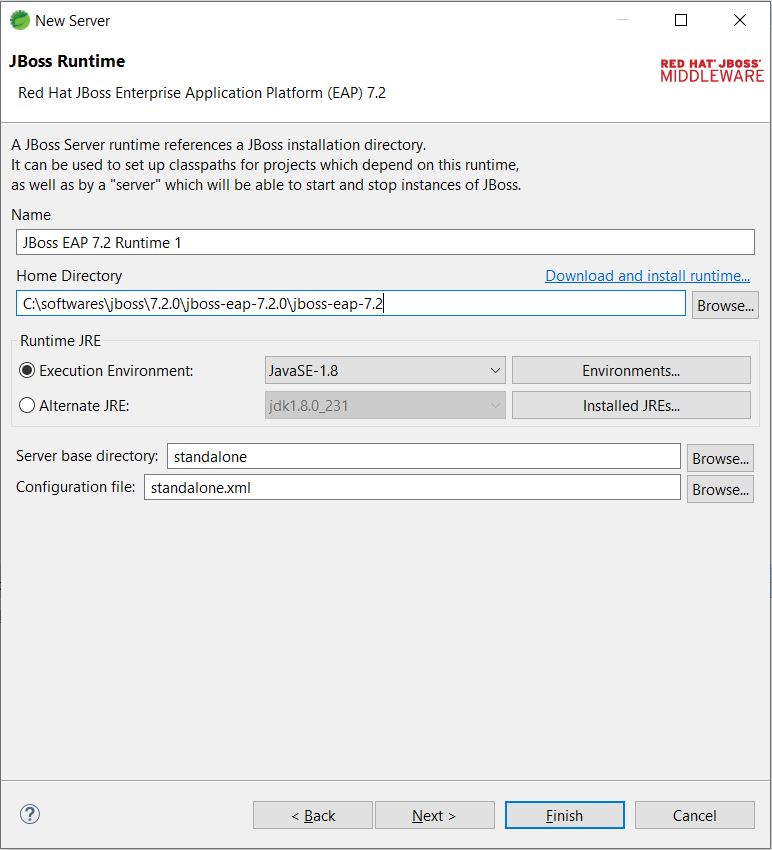 New Server
JBoss Runtime
RED HAT® JBOSS®
MIDDLEWARE
Red Hat JBoss Enterprise Application Platform (EAP) 7.2
A JBoss Server runtime references a JBoss installation directory.
It can be used to set up classpaths for projects which depend on this runtime,
as well as by a "server" which will be able to start and stop instances of JBoss.
Name
JBoss EAP 7.2 Runtime 1
Home Directory Download and install runtime...
C:\softwares\jboss\7.2.0\jboss-eap-7.2.0\jboss-eap-7.2 Browse...
Runtime JRE
Execution Environment: JavaSE-1.8 Environments...
Alternate JRE: jdk1.8.0_231 Installed JREs...
Server base directory: standalone Browse...
Configuration file: standalone.xml Browse...
? < Back Next > Finish Cancel